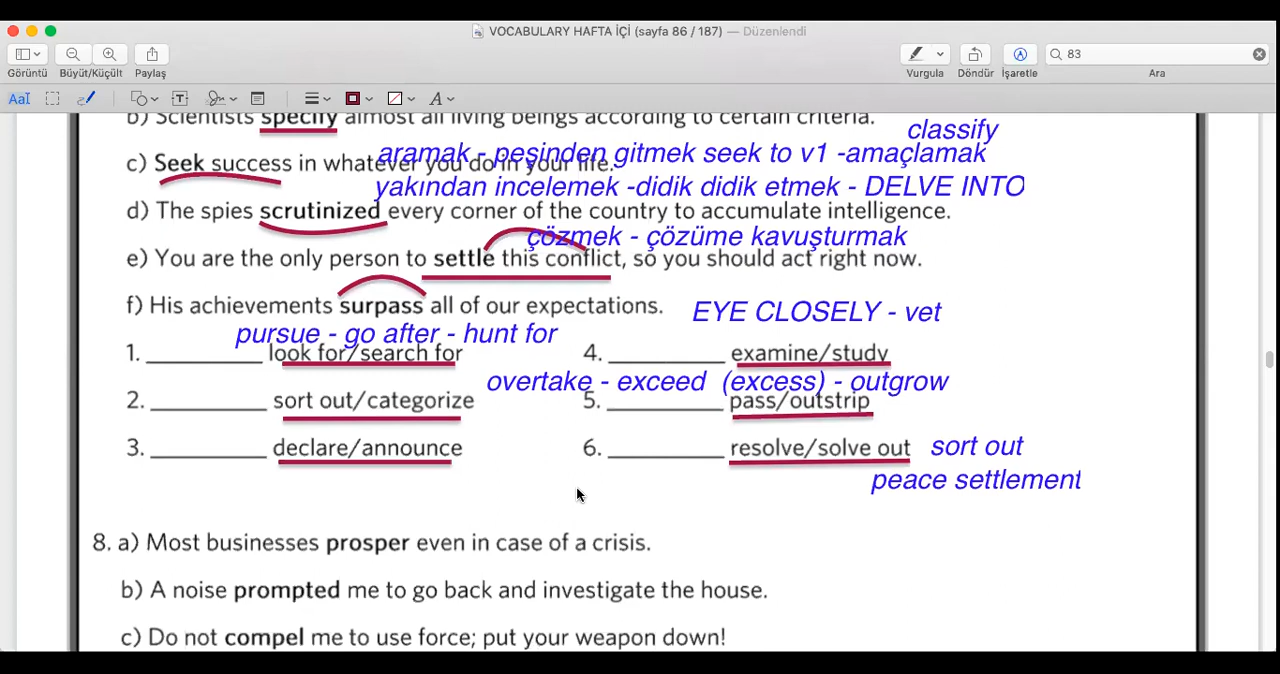 VOCABULARY HAFTA İÇİ (sayfa 86 / 187) — Düzenlendi
83
Görüntü Büyüt/Küçült Paylaş Vurgula Döndür İşaretle Ara
b) Scientists specify almost all living beings according to certain criteria.
classify
aramak - peşinden gitmek seek to v1 -amaçlamak
c) Seek success in whatever you do in your life.
yakından incelemek -didik didik etmek - DELVE INTO
d) The spies scrutinized every corner of the country to accumulate intelligence.
çözmek - çözüme kavuşturmak
e) You are the only person to settle this conflict, so you should act right now.
f) His achievements surpass all of our expectations.
EYE CLOSELY - vet
pursue - go after - hunt for
1. __________ look for/search for 4. __________ examine/study
overtake - exceed (excess) - outgrow
2. __________ sort out/categorize 5. __________ pass/outstrip
3. __________ declare/announce 6. __________ resolve/solve out sort out
peace settlement
8. a) Most businesses prosper even in case of a crisis.
b) A noise prompted me to go back and investigate the house.
c) Do not compel me to use force; put your weapon down!